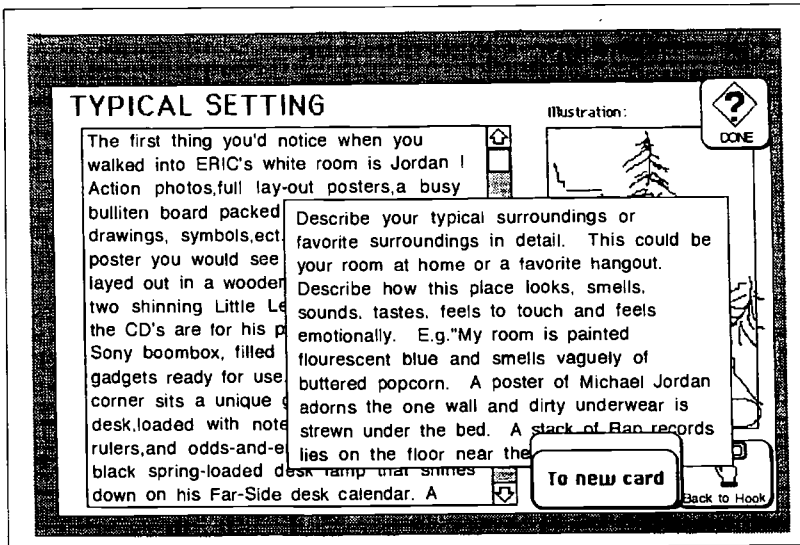 TYPICAL SETTING
The first thing you'd notice when you
walked into ERIC's white room is Jordan !
Action photos,full lay-out posters,a busy
bulliten board packed
drawings, symbols,ect.
poster you would see
layed out in a wooden
two shinning Little Le
the CD's are for his p
Sony boombox, filled
gadgets ready for use.
corner sits a unique
desk,loaded with note
rulers,and odds-and-e
black spring-loaded desk lamp that shines
down on his Far-Side desk calendar. A
Describe your typical surroundings or
favorite surroundings in detail. This could be
your room at home or a favorite hangout.
Describe how this place looks, smells,
sounds, tastes, feels to touch and feels
emotionally. E.g."My room is painted
flourescent blue and smells vaguely of
buttered popcorn. A poster of Michael Jordan
adorns the one wall and dirty underwear is
strewn under the bed. A stack of Rap records
lies on the floor near the
Illustration:
?
DONE
To new card
Back to Hook